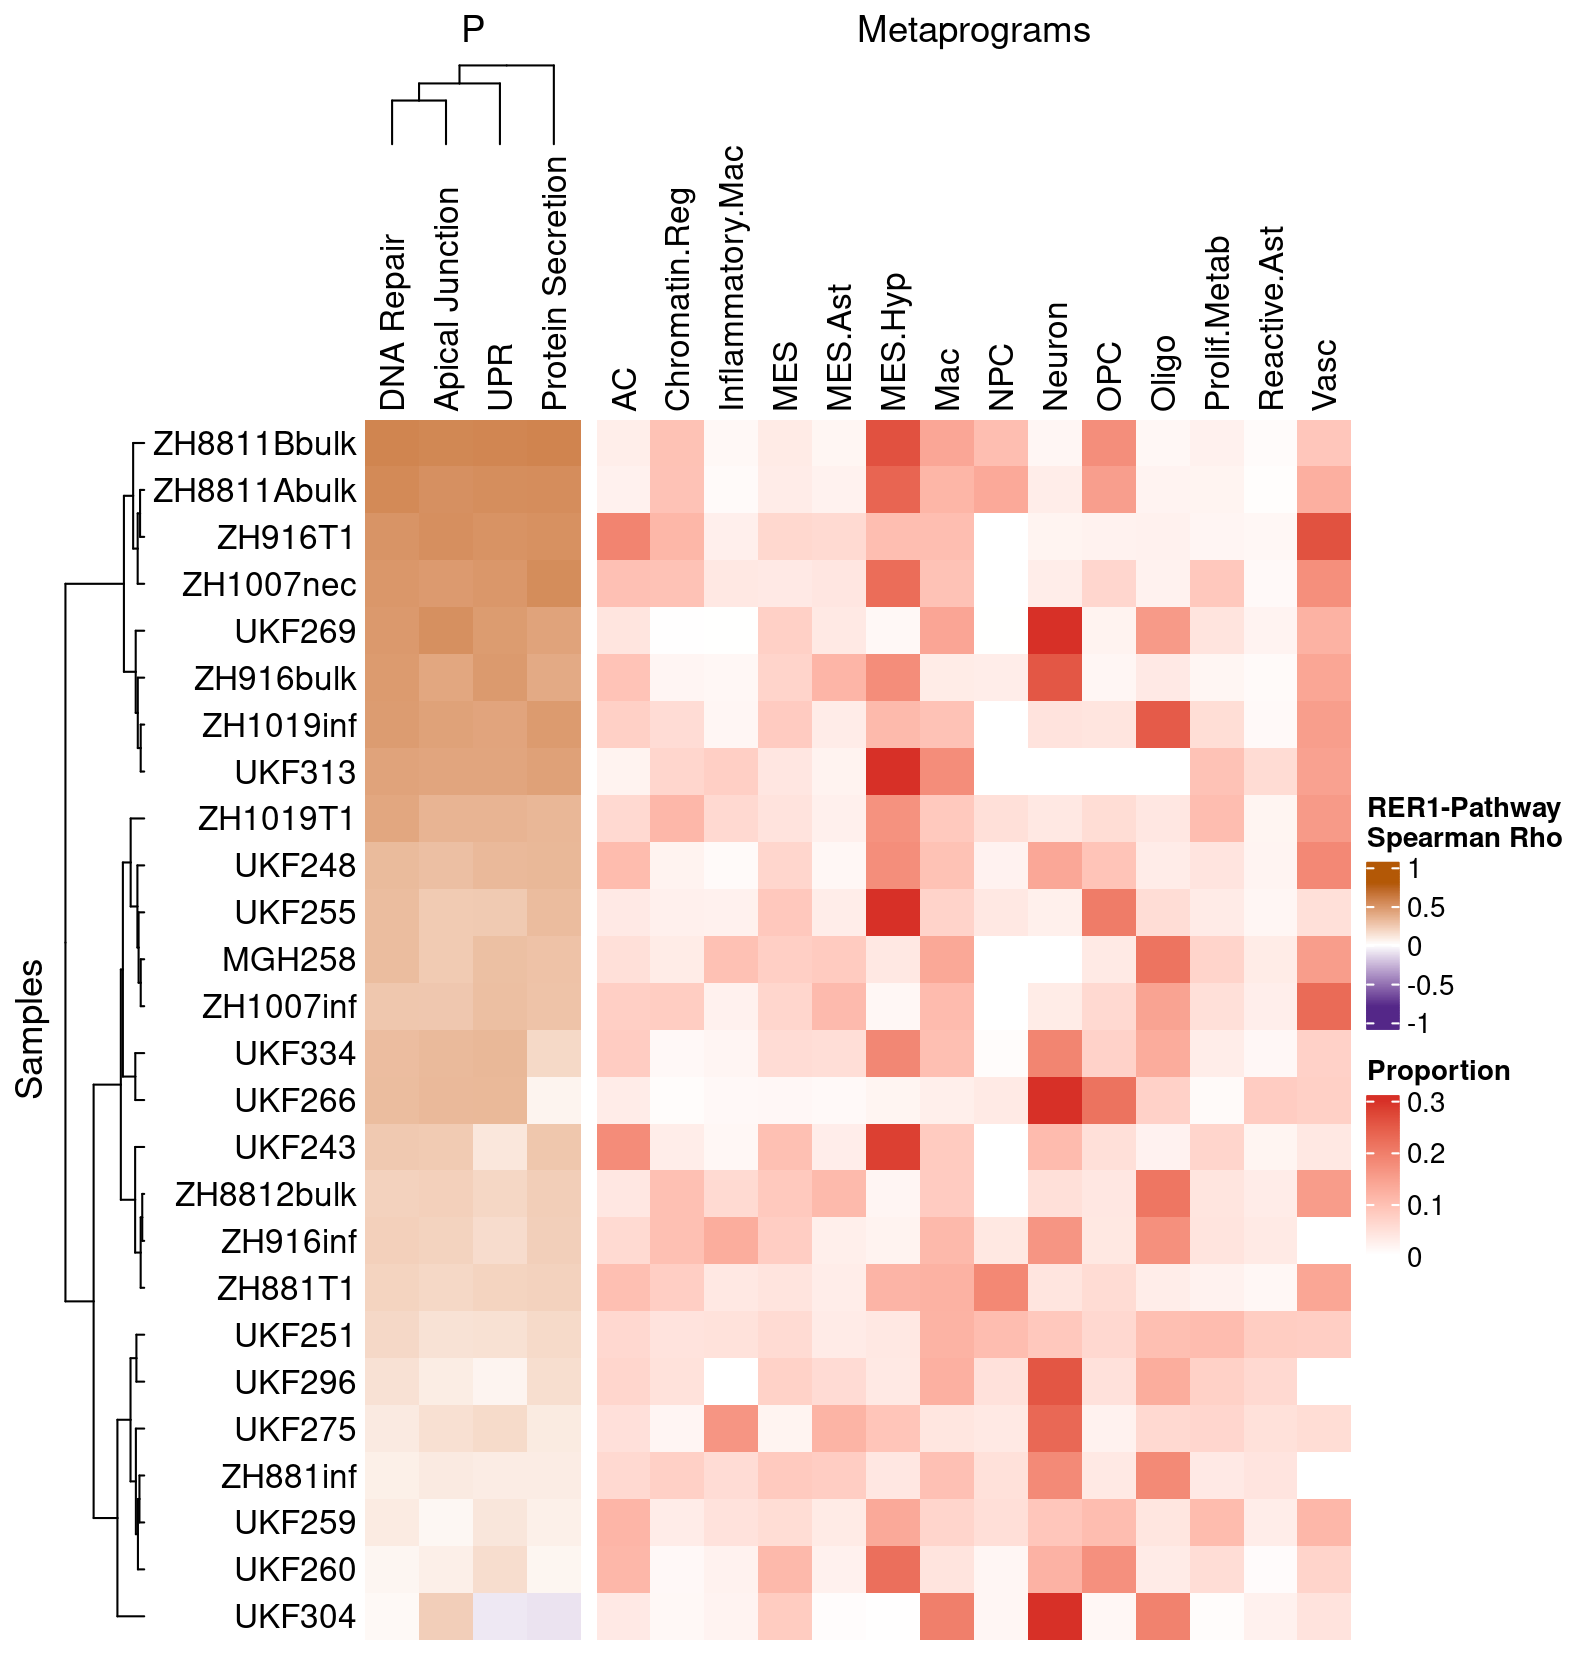 P
Metaprograms
DNA Repair
Apical Junction
UPR
Protein Secretion
AC
Chromatin.Reg
Inflammatory.Mac
MES
MES.Ast
MES.Hyp
Mac
NPC
Neuron
OPC
Oligo
Prolif.Metab
Reactive.Ast
Vasc
Samples
ZH8811Bbulk
ZH8811Abulk
ZH916T1
ZH1007nec
UKF269
ZH916bulk
ZH1019inf
UKF313
ZH1019T1
UKF248
UKF255
MGH258
ZH1007inf
UKF334
UKF266
UKF243
ZH8812bulk
ZH916inf
ZH881T1
UKF251
UKF296
UKF275
ZH881inf
UKF259
UKF260
UKF304
RER1-Pathway
Spearman Rho
1
0.5
0
-0.5
-1
Proportion
0.3
0.2
0.1
0